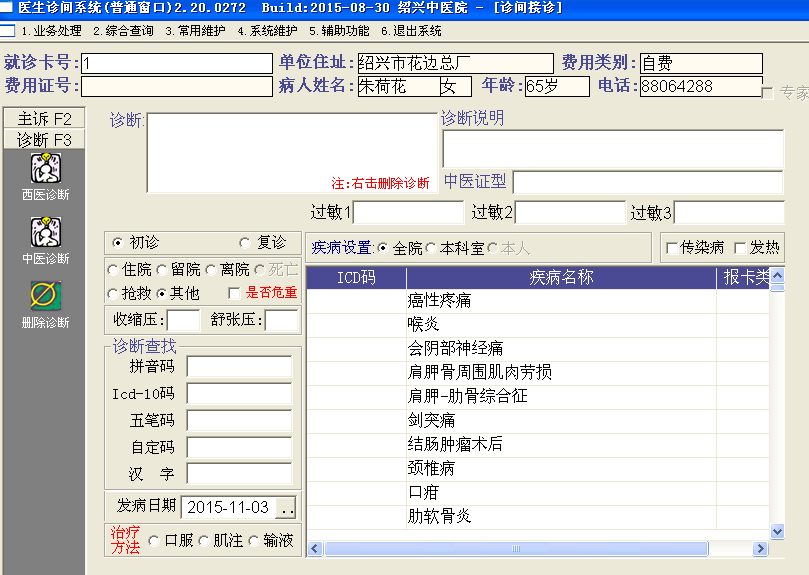 医生诊间系统(普通窗口)2.20.0272 Build:2015-08-30 绍兴中医院 - [诊间接诊]
1.业务处理 2.综合查询 3.常用维护 4.系统维护 5.辅助功能 6.退出系统
就诊卡号: 1 单位住址: 绍兴市花边总厂 费用类别: 自费
费用证号: 病人姓名: 朱荷花 女 年龄: 65岁 电话: 88064288 专家
主诉 F2
诊断 F3
西医诊断
中医诊断
删除诊断
诊断:
注:右击删除诊断
诊断说明
中医证型
过敏1 过敏2 过敏3
初诊 复诊
住院 留院 离院 死亡
抢救 其他 是否危重
收缩压: 舒张压:
诊断查找
拼音码
Icd-10码
五笔码
自定码
汉 字
发病日期 2015-11-03 ..
治疗方法 口服 肌注 输液
疾病设置: 全院 本科室 本人 传染病 发热
ICD码 疾病名称 报卡类
癌性疼痛
喉炎
会阴部神经痛
肩胛骨周围肌肉劳损
肩胛-肋骨综合征
剑突痛
结肠肿瘤术后
颈椎病
口疳
肋软骨炎